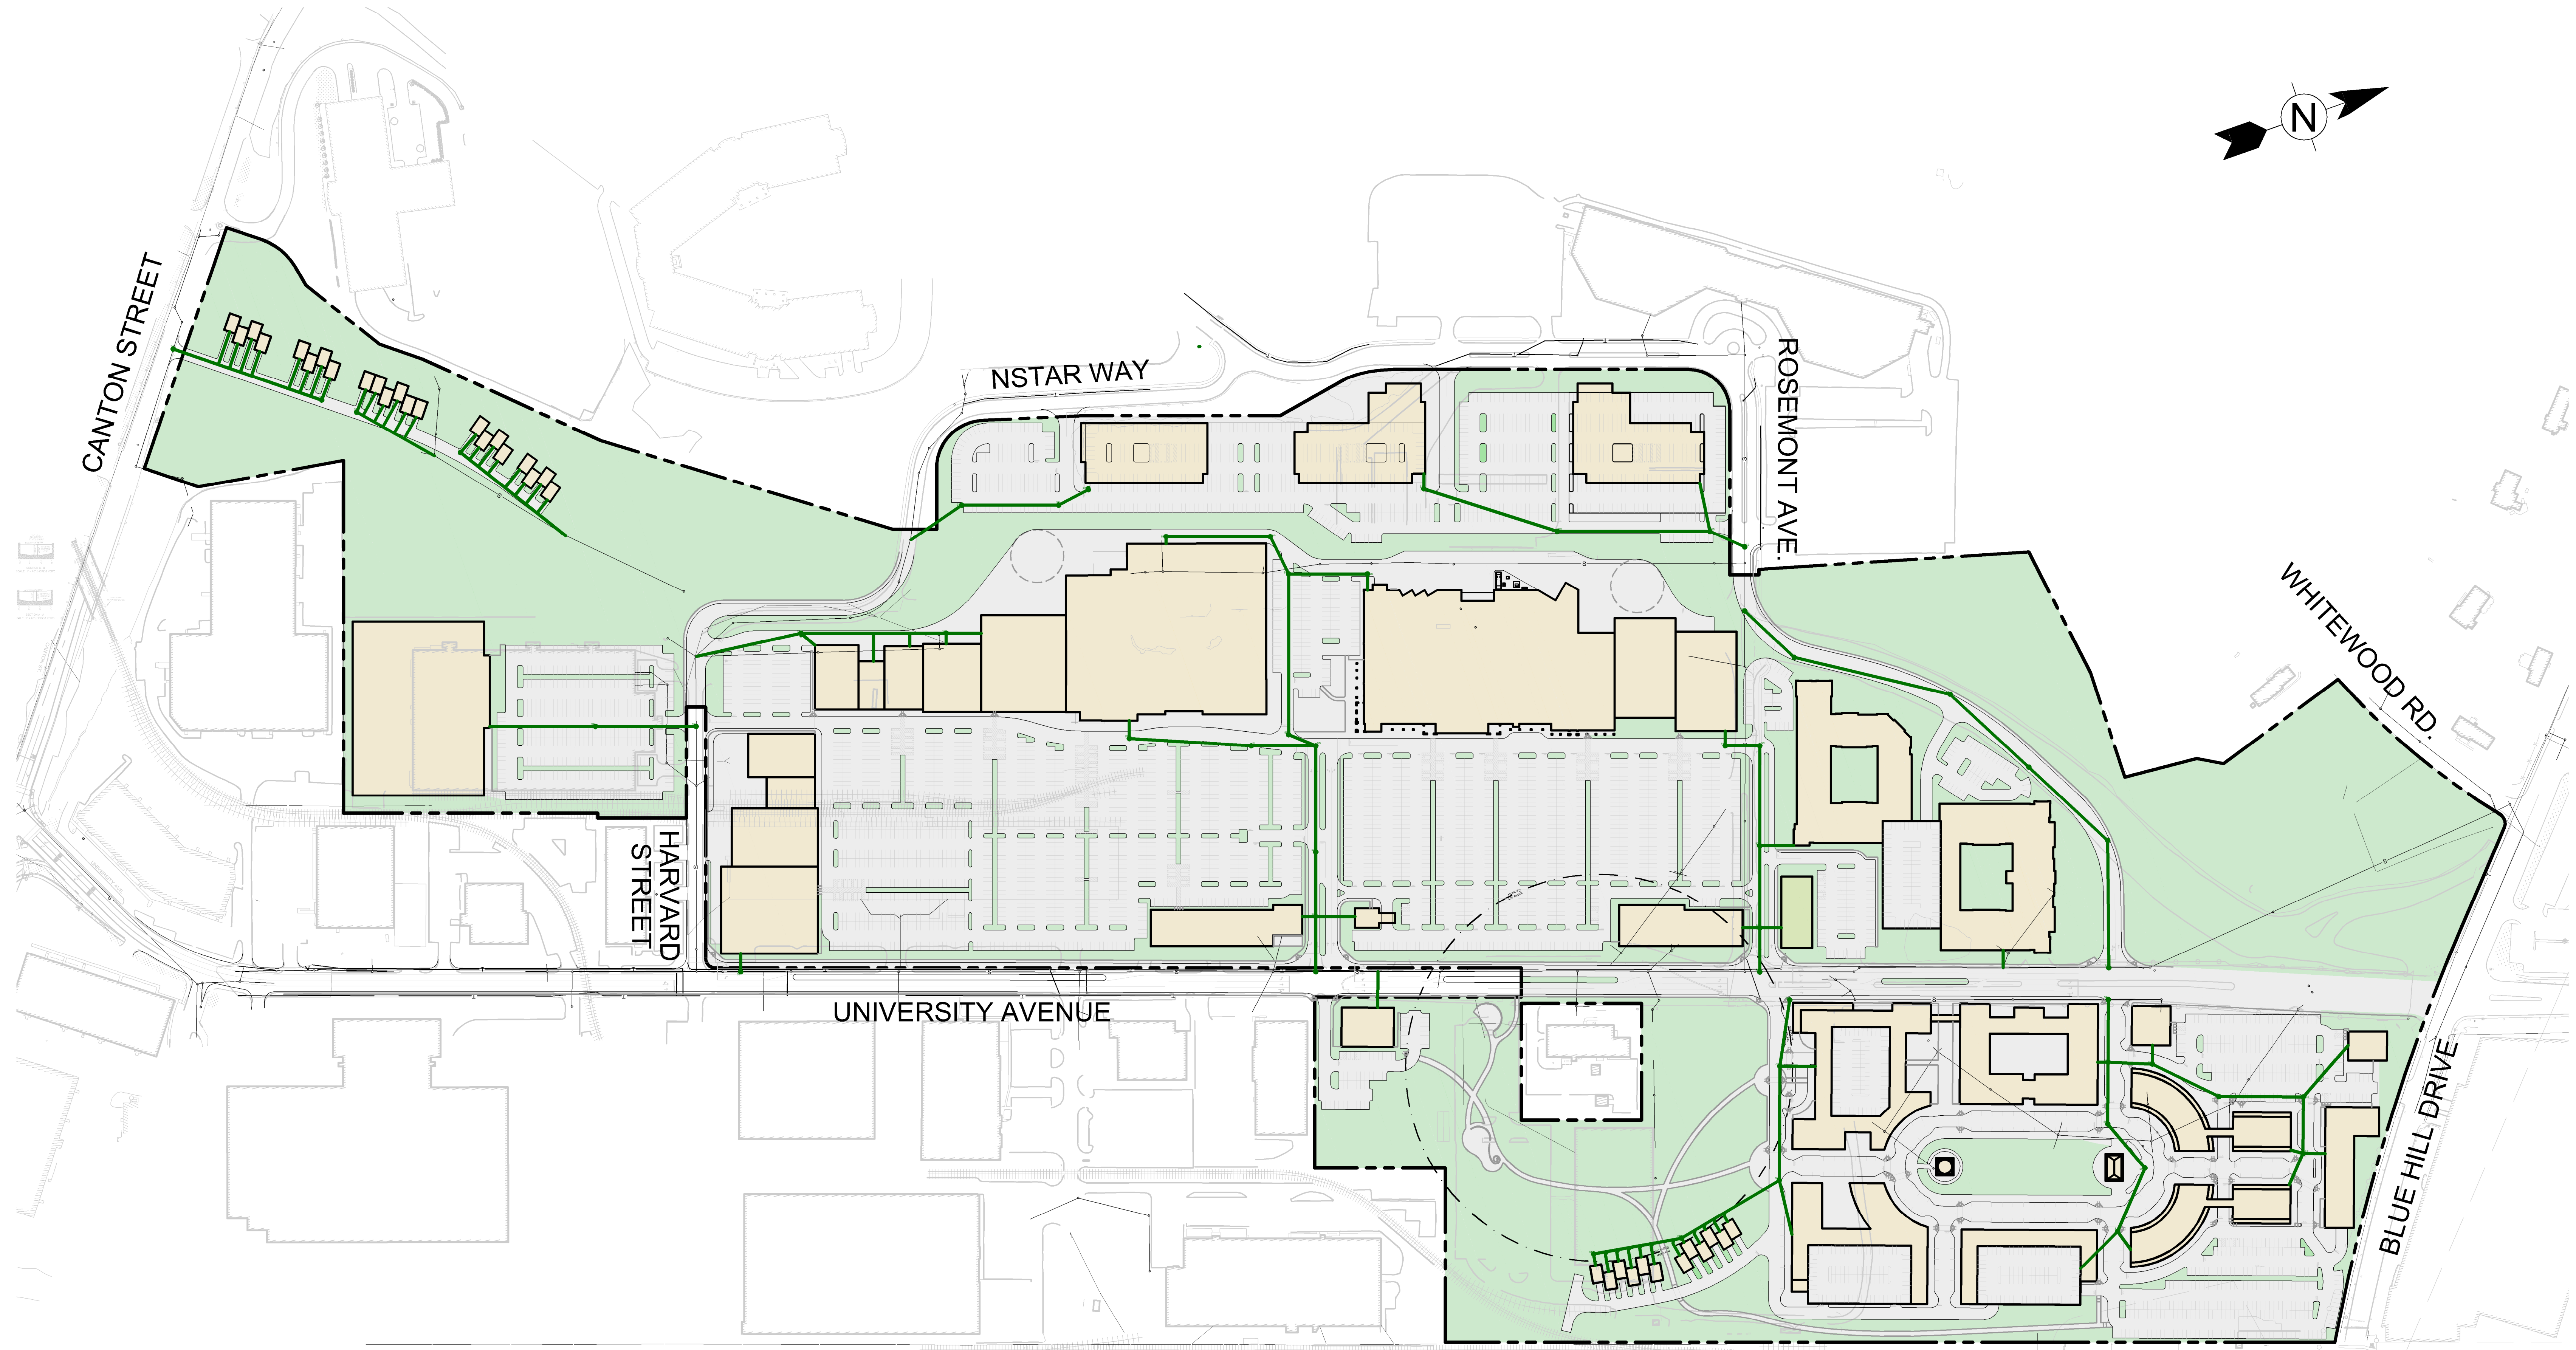 N
CANTON STREET
NSTAR WAY
ROSEMONT AVE.
WHITEWOOD RD.
HARVARD
STREET
UNIVERSITY AVENUE
BLUE HILL DRIVE